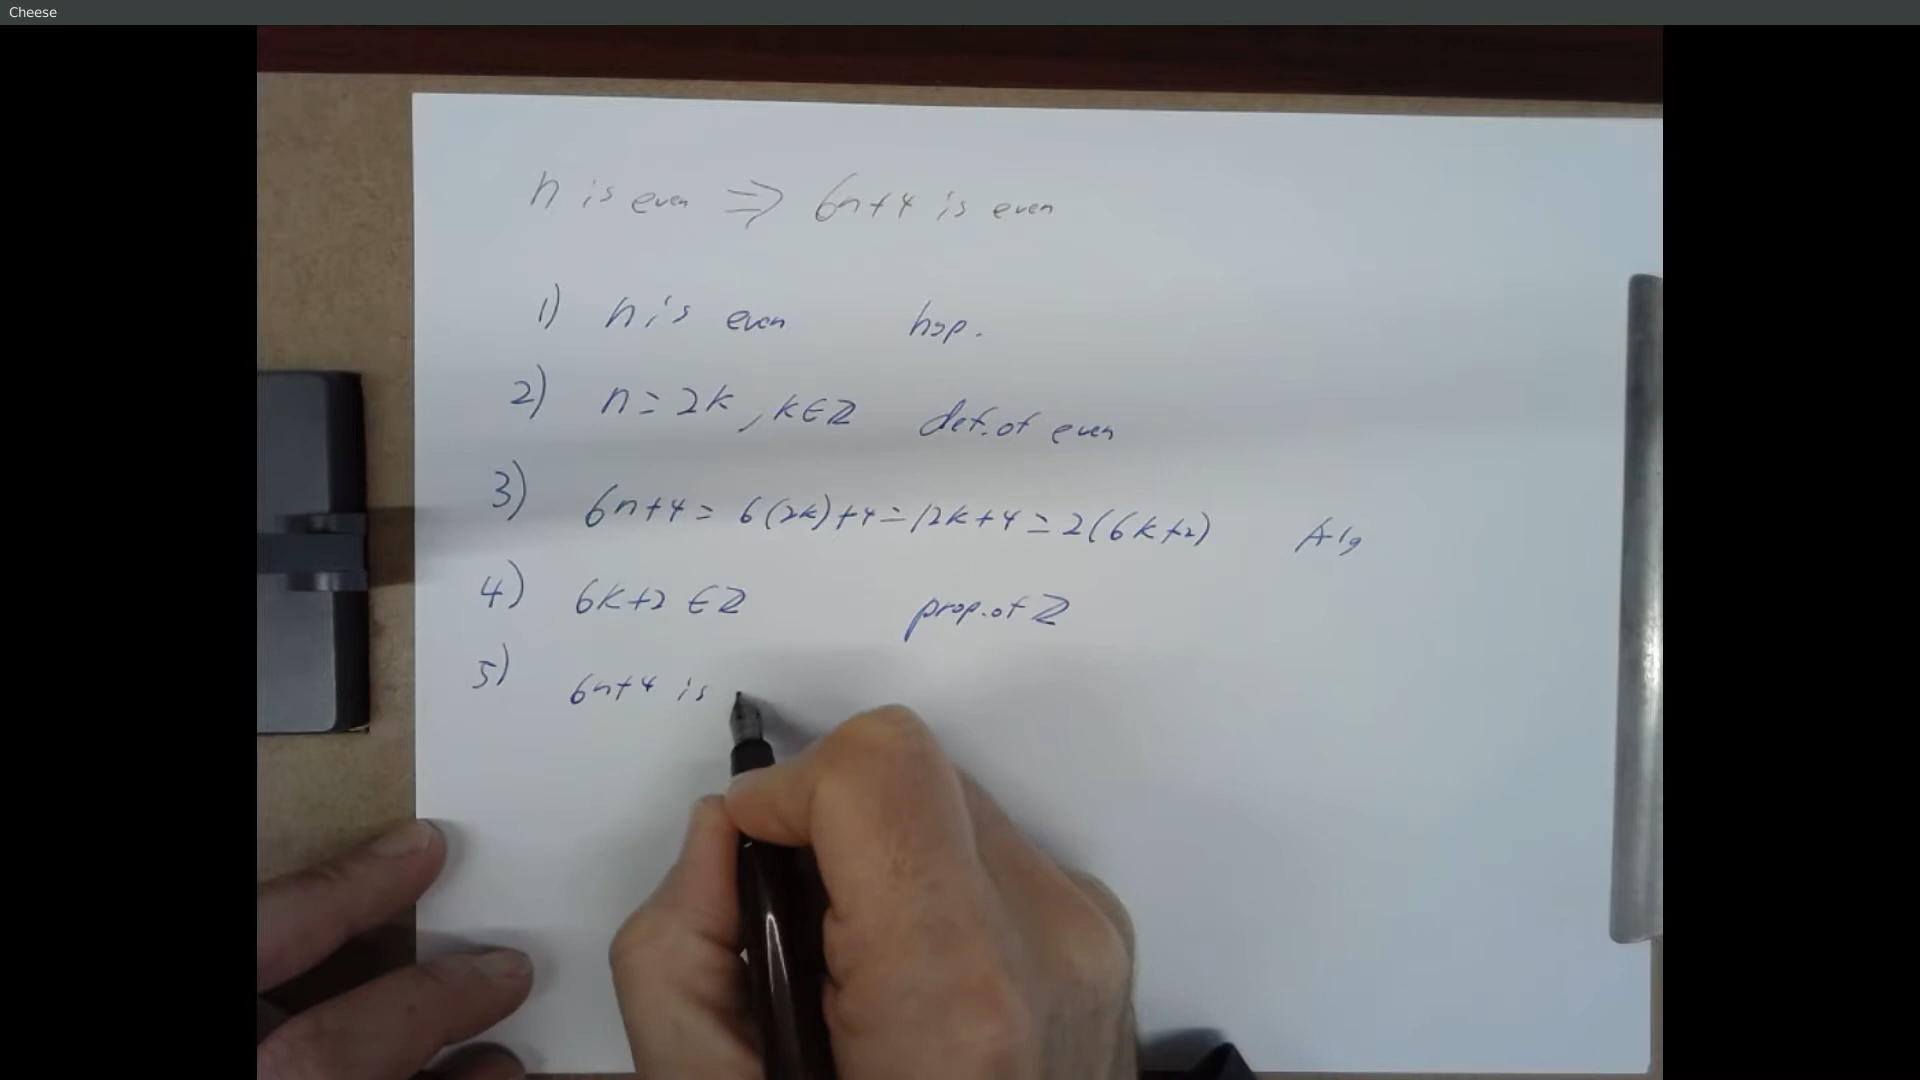 Cheese
n is even ⇒ 6n+4 is even
1) n is even hyp.
2) n = 2k, k∈ℤ def. of even
3) 6n+4 = 6(2k)+4 = 12k+4 = 2(6k+2) Alg
4) 6k+2 ∈ ℤ prop. of ℤ
5) 6n+4 is